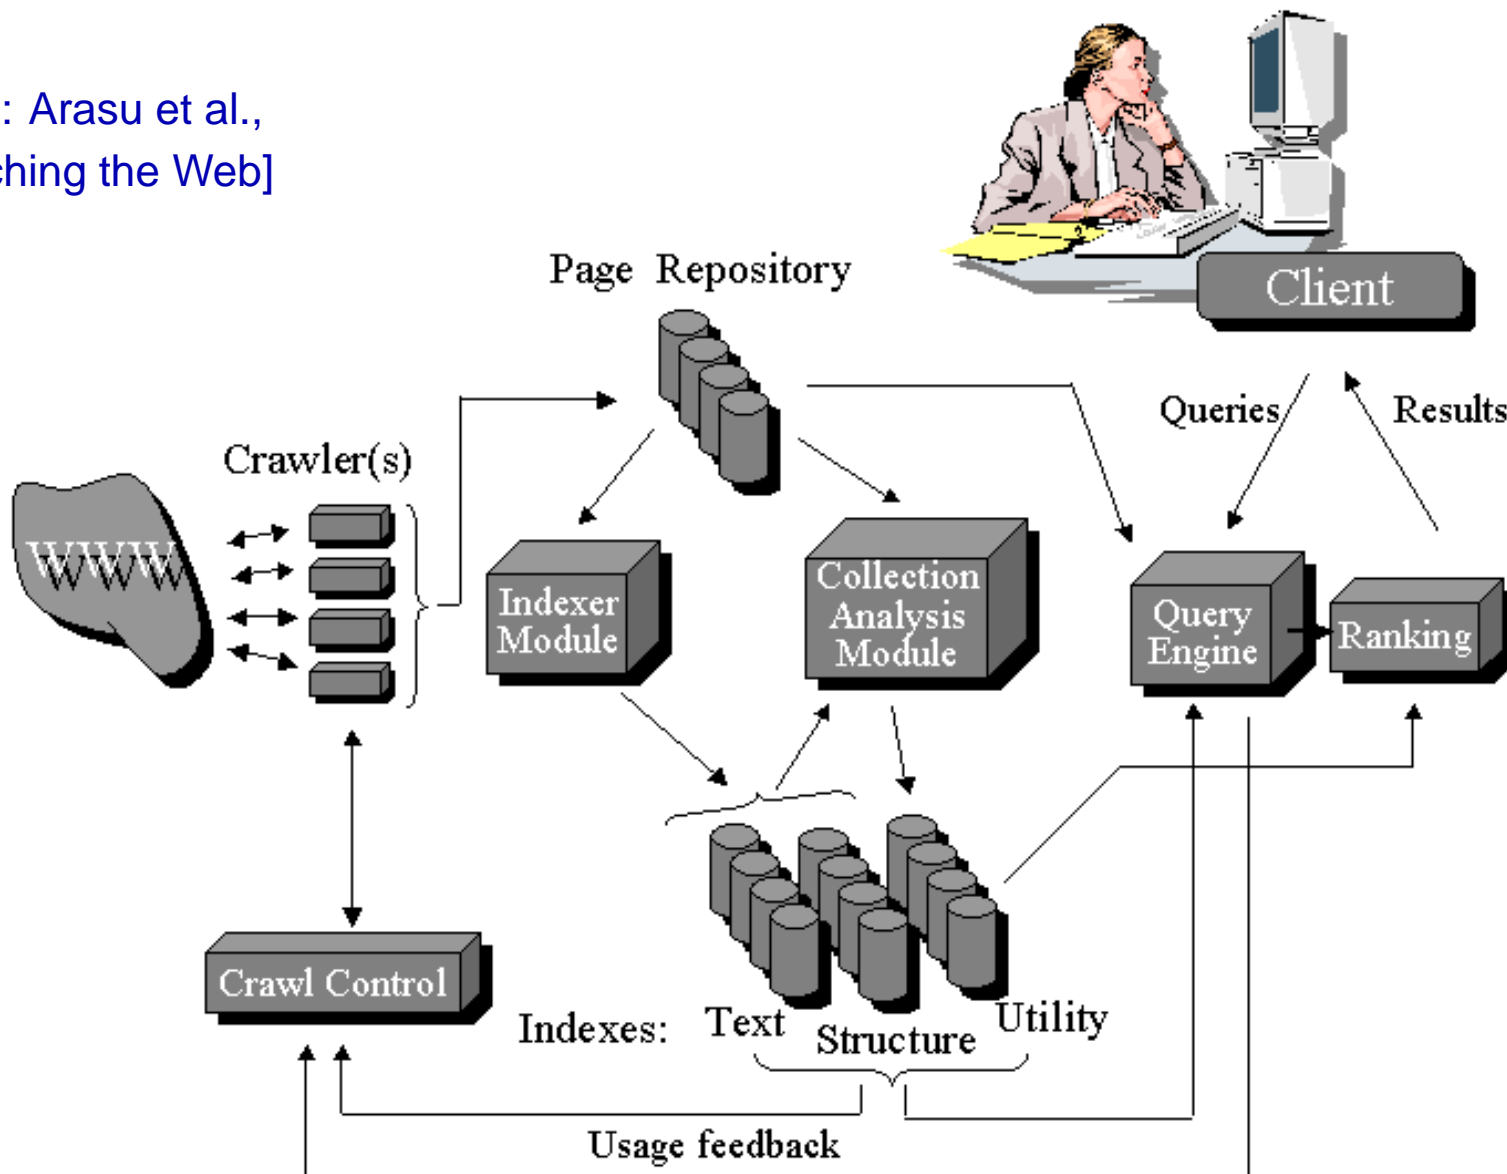 : Arasu et al.,
ching the Web]
Page Repository
Client
Queries
Results
Crawler(s)
WWW
Indexer
Module
Collection
Analysis
Module
Query
Engine
Ranking
Crawl Control
Indexes:
Text
Structure
Utility
Usage feedback